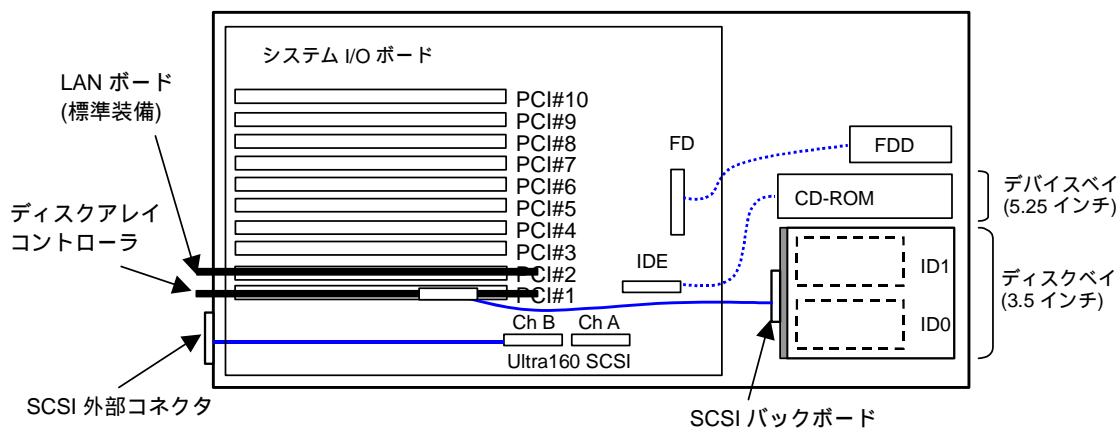 システム I/O ボード
LAN ボード
(標準装備)
PCI#10
PCI#9
PCI#8
PCI#7
PCI#6
PCI#5
PCI#4
PCI#3
PCI#2
PCI#1
ディスクアレイ
コントローラ
FD
FDD
CD-ROM
デバイスベイ
(5.25 インチ)
IDE
ID1
ID0
ディスクベイ
(3.5 インチ)
Ch B
Ch A
Ultra160 SCSI
SCSI 外部コネクタ
SCSI バックボード